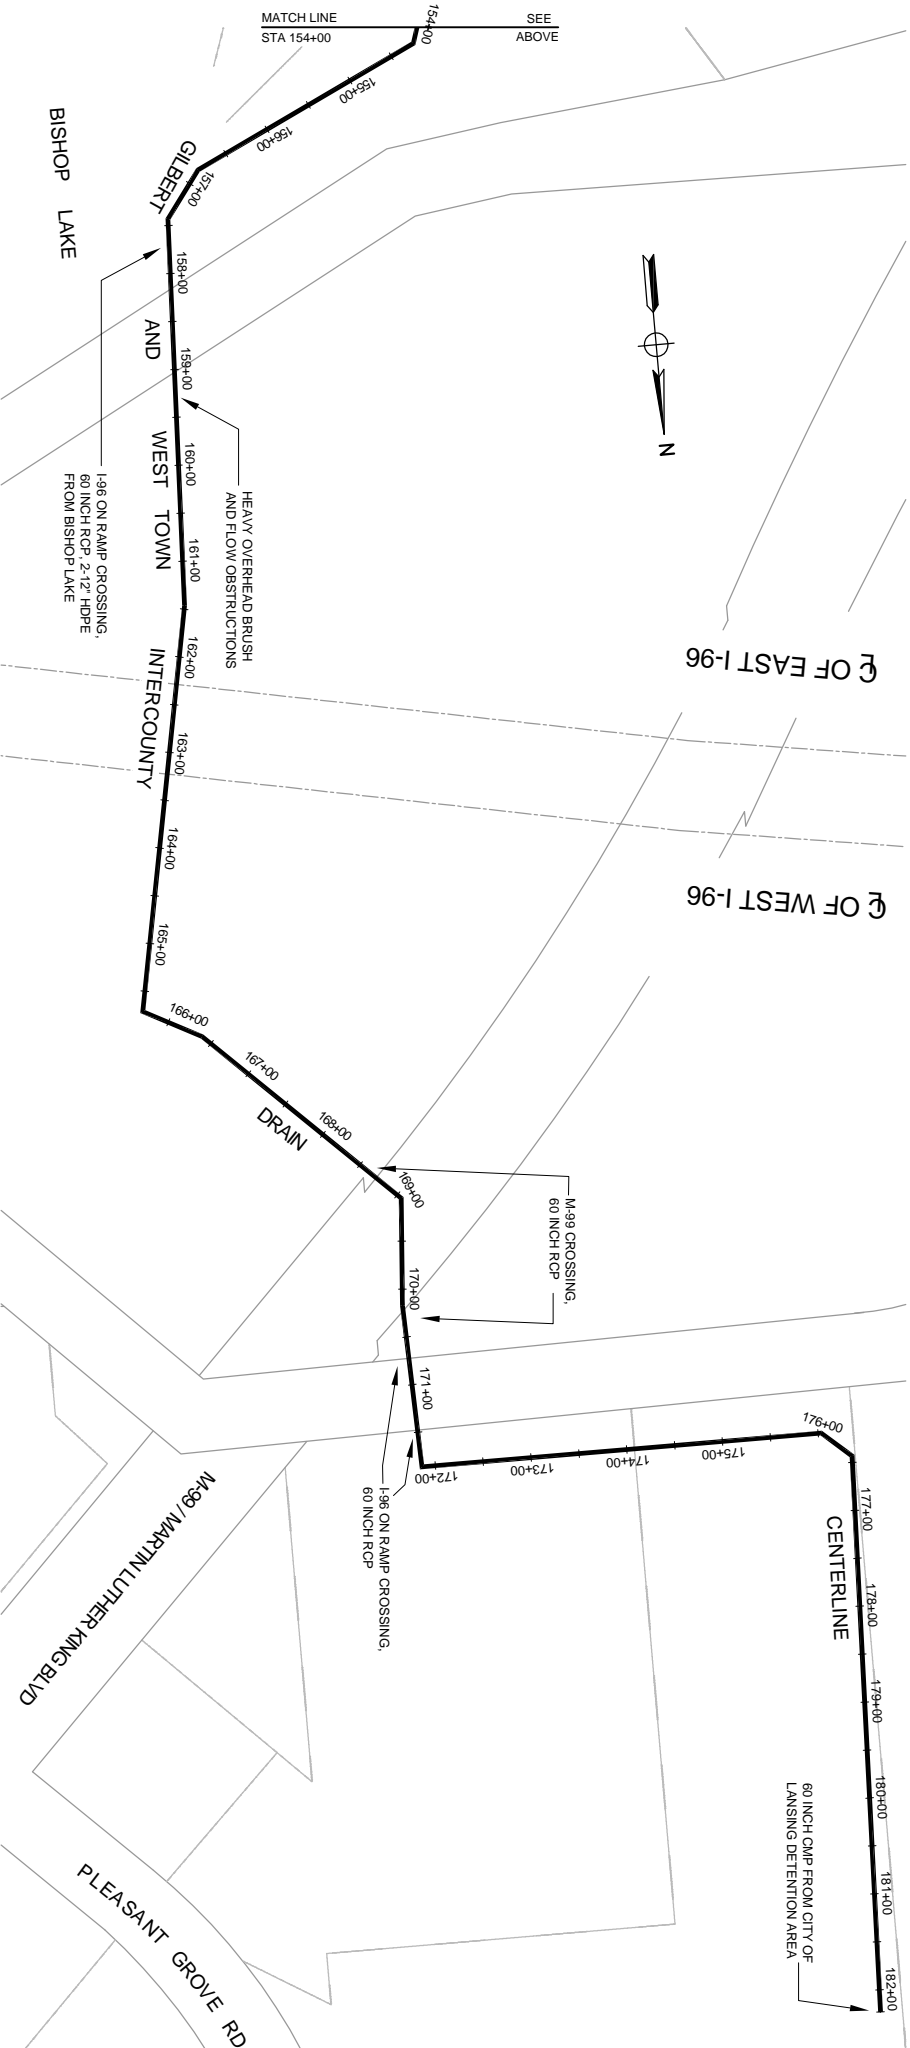 MATCH LINE
SEE
STA 154+00
ABOVE
154+00
155+00
156+00
157+00
GILBERT
BISHOP LAKE
158+00
AND
159+00
WEST TOWN
160+00
161+00
I-96 ON RAMP CROSSING,
60 INCH RCP, 2-12" HDPE
FROM BISHOP LAKE
HEAVY OVERHEAD BRUSH
AND FLOW OBSTRUCTIONS
N
162+00
INTERCOUNTY
163+00
℄ OF EAST I-96
℄ OF WEST I-96
164+00
165+00
166+00
167+00
168+00
DRAIN
169+00
M-99 CROSSING,
60 INCH RCP
170+00
171+00
I-96 ON RAMP CROSSING,
60 INCH RCP
172+00
173+00
174+00
175+00
176+00
177+00
CENTERLINE
178+00
179+00
180+00
181+00
182+00
60 INCH CMP FROM CITY OF
LANSING DETENTION AREA
M-99 / MARTIN LUTHER KING BLVD
PLEASANT GROVE RD